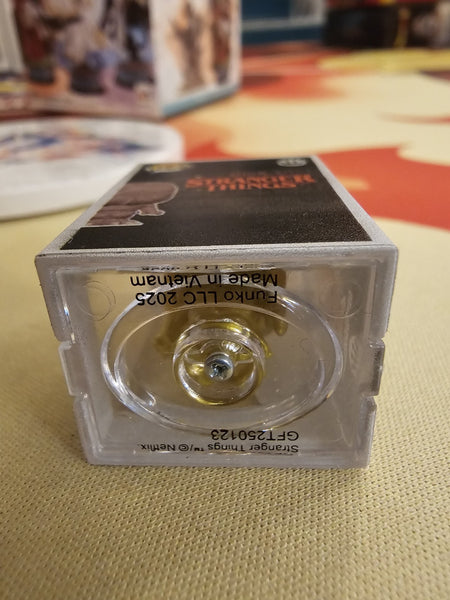 STRANGER
THINGS
Funko LLC 2025
Made in Vietnam
GFT250123
Stranger Things ™/© Netflix